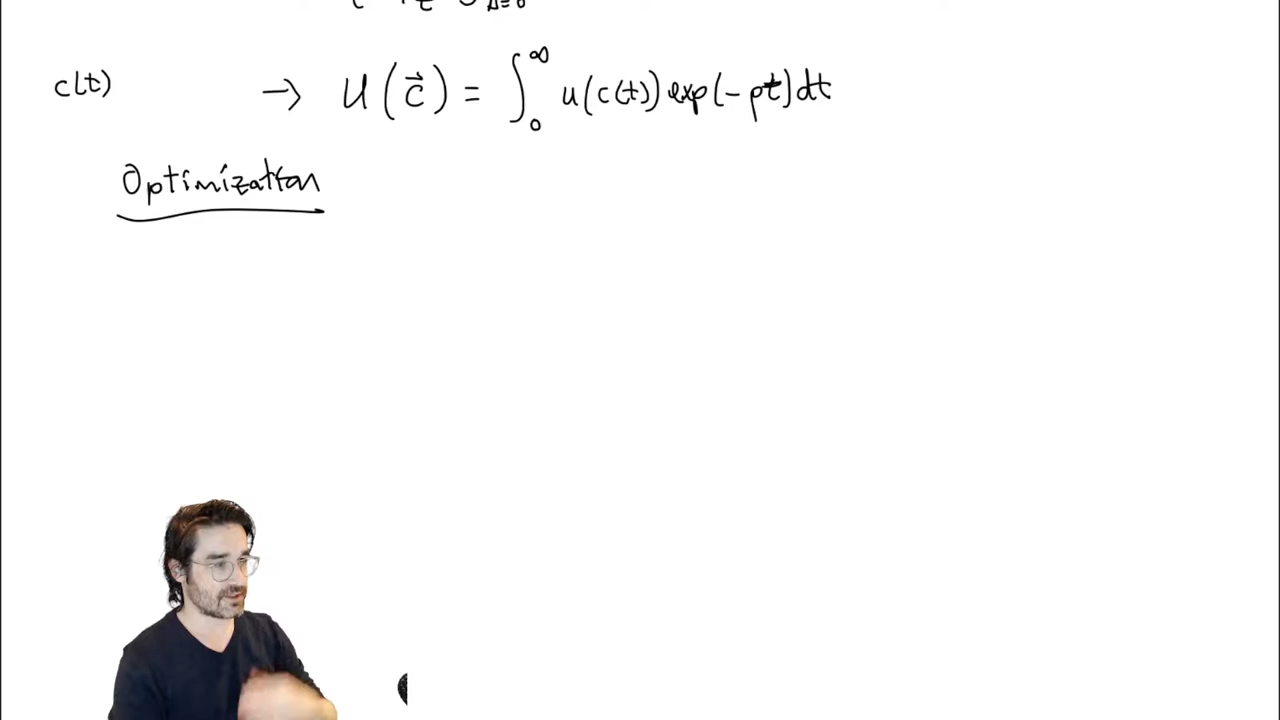 c(t) → U(c⃗) = ∫₀^∞ u(c(t)) exp(-ρt) dt
Optimization